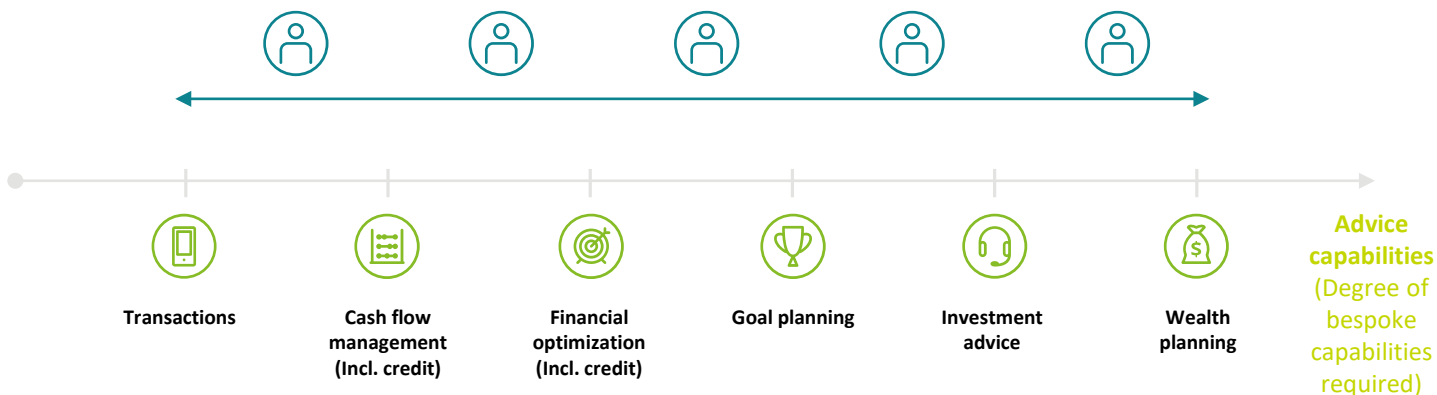 Transactions
Cash flow
management
(Incl. credit)
Financial
optimization
(Incl. credit)
Goal planning
Investment
advice
$
Wealth
planning
Advice
capabilities
(Degree of
bespoke
capabilities
required)